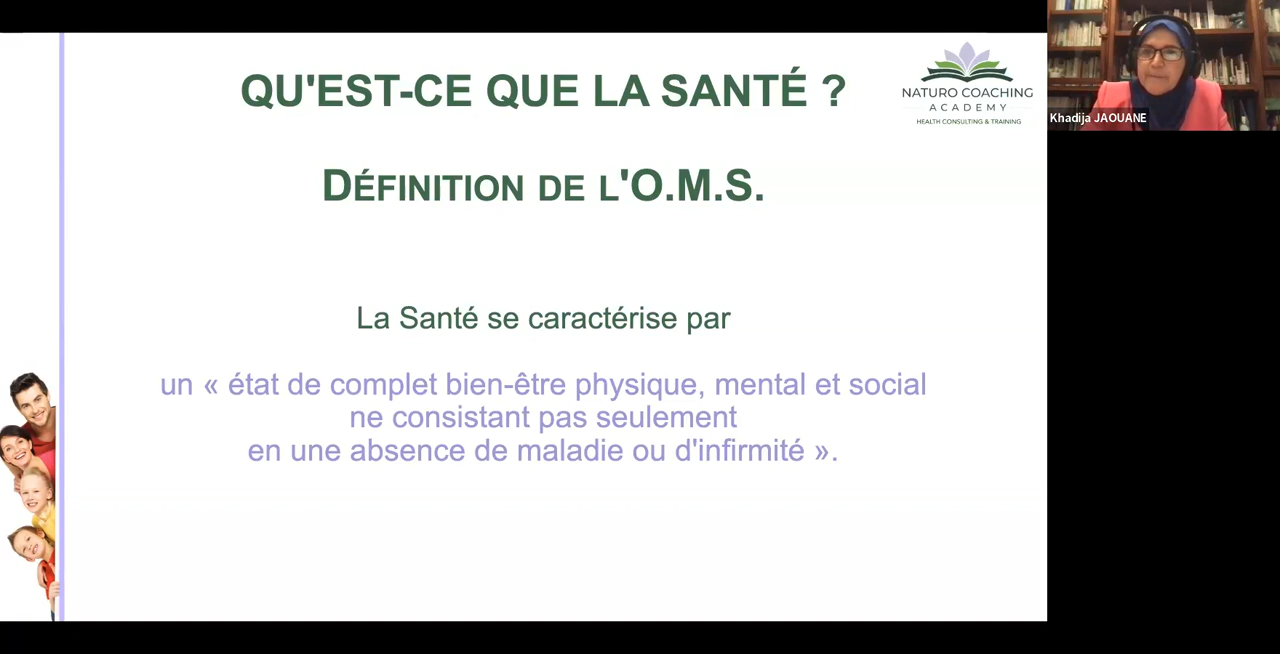 QU'EST-CE QUE LA SANTÉ ?
NATURO COACHING
ACADEMY
HEALTH CONSULTING & TRAINING
Khadija JAOUANE
DÉFINITION DE L'O.M.S.
La Santé se caractérise par
un « état de complet bien-être physique, mental et social
ne consistant pas seulement
en une absence de maladie ou d'infirmité ».